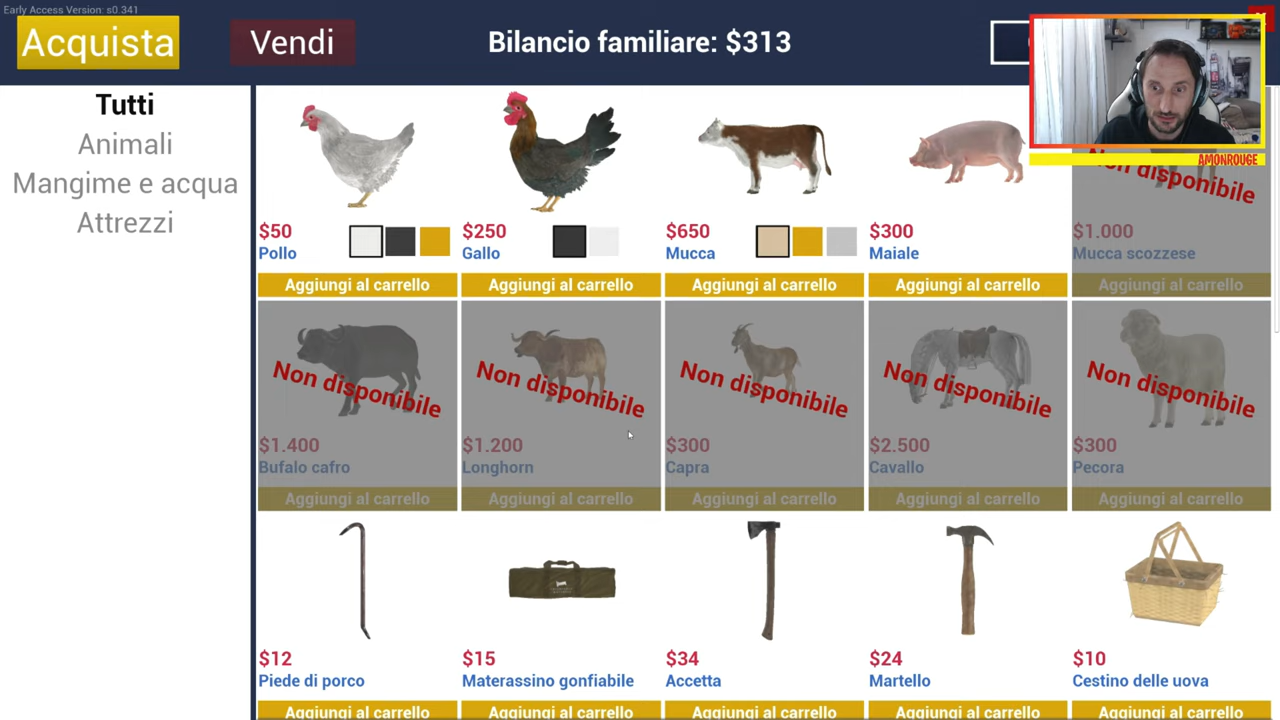 Early Access Version: s0.341
Acquista
Vendi
Bilancio familiare: $313
AMONROUGE
Tutti
Animali
Mangime e acqua
Attrezzi
$50
Pollo
Aggiungi al carrello
$250
Gallo
Aggiungi al carrello
$650
Mucca
Aggiungi al carrello
$300
Maiale
Aggiungi al carrello
Non disponibile
$1.000
Mucca scozzese
Aggiungi al carrello
Non disponibile
$1.400
Bufalo cafro
Aggiungi al carrello
Non disponibile
$1.200
Longhorn
Aggiungi al carrello
Non disponibile
$300
Capra
Aggiungi al carrello
Non disponibile
$2.500
Cavallo
Aggiungi al carrello
Non disponibile
$300
Pecora
Aggiungi al carrello
$12
Piede di porco
Aggiungi al carrello
$15
Materassino gonfiabile
Aggiungi al carrello
$34
Accetta
Aggiungi al carrello
$24
Martello
Aggiungi al carrello
$10
Cestino delle uova
Aggiungi al carrello